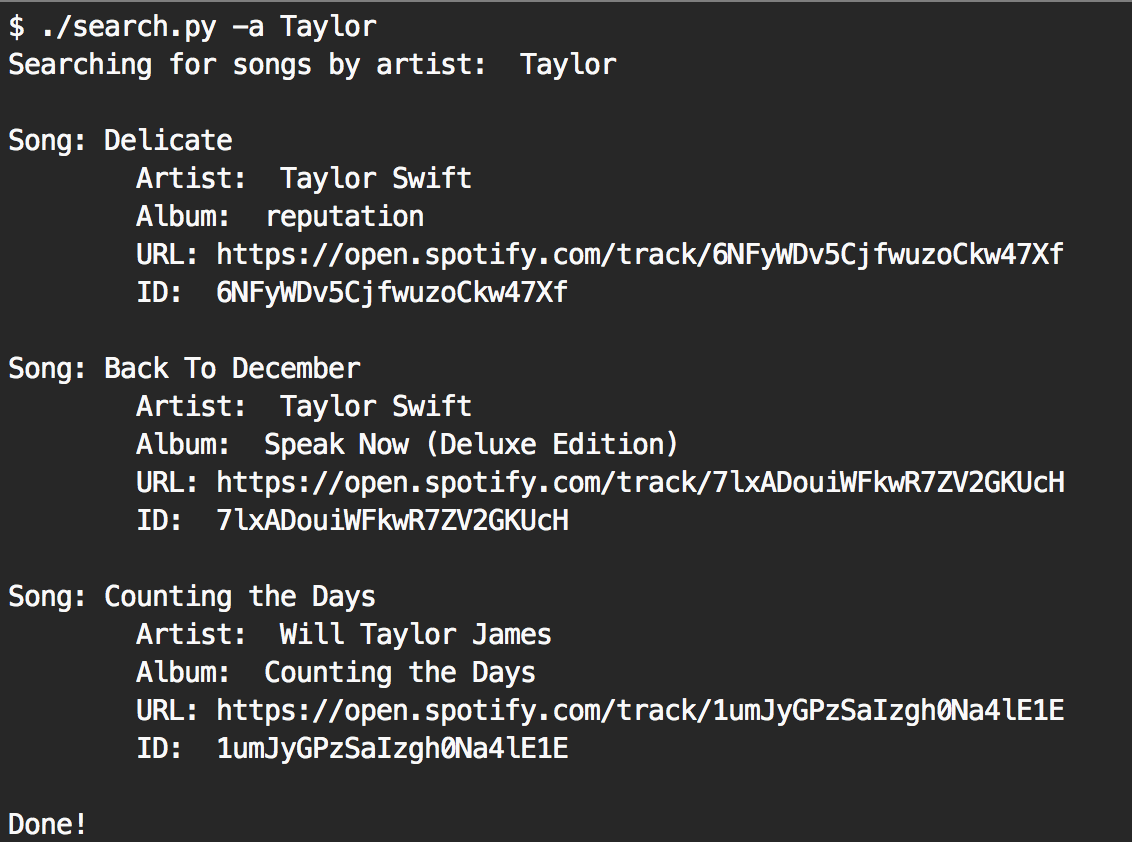 $ ./search.py -a Taylor
Searching for songs by artist:  Taylor
Song: Delicate
Artist:  Taylor Swift
Album:  reputation
URL: https://open.spotify.com/track/6NFyWDv5CjfwuzoCkw47Xf
ID:  6NFyWDv5CjfwuzoCkw47Xf
Song: Back To December
Artist:  Taylor Swift
Album:  Speak Now (Deluxe Edition)
URL: https://open.spotify.com/track/7lxADouiWFkwR7ZV2GKUcH
ID:  7lxADouiWFkwR7ZV2GKUcH
Song: Counting the Days
Artist:  Will Taylor James
Album:  Counting the Days
URL: https://open.spotify.com/track/1umJyGPzSaIzgh0Na4lE1E
ID:  1umJyGPzSaIzgh0Na4lE1E
Done!